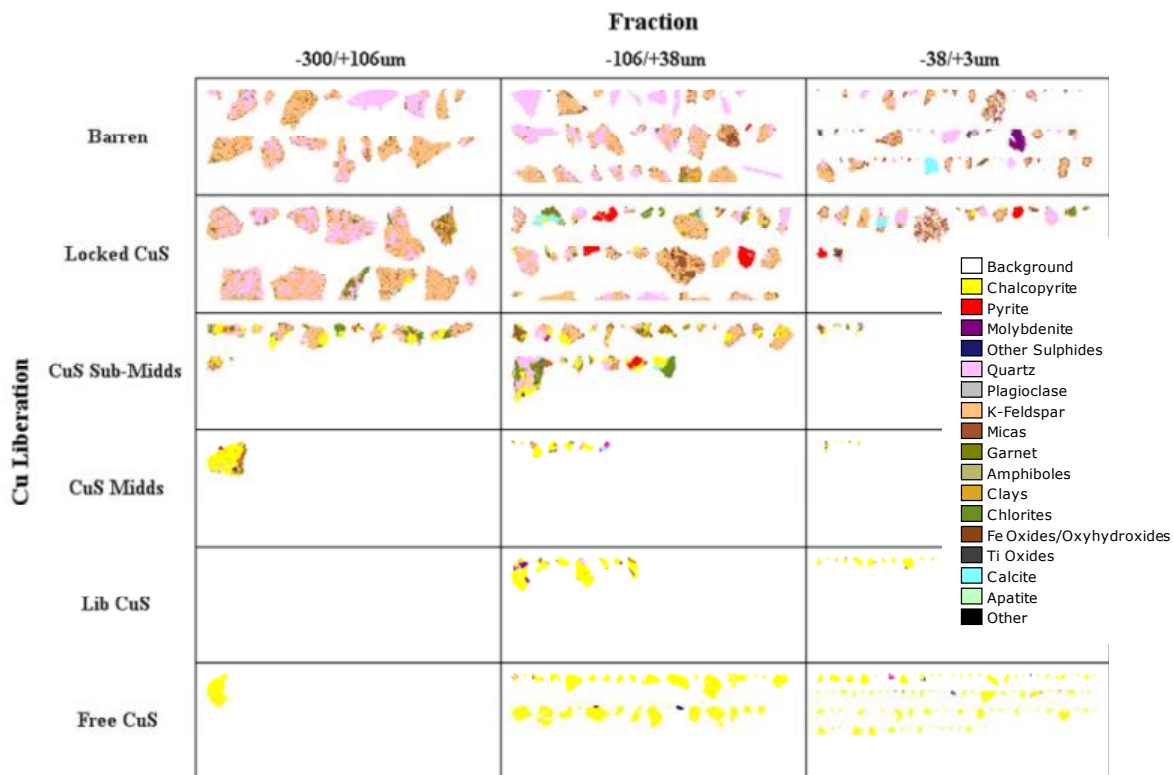 Fraction
-300/+106um
-106/+38um
-38/+3um
Cu Liberation
Barren
Locked CuS
CuS Sub-Midds
CuS Midds
Lib CuS
Free CuS
Background
Chalcopyrite
Pyrite
Molybdenite
Other Sulphides
Quartz
Plagioclase
K-Feldspar
Micas
Garnet
Amphiboles
Clays
Chlorites
Fe Oxides/Oxyhydroxides
Ti Oxides
Calcite
Apatite
Other